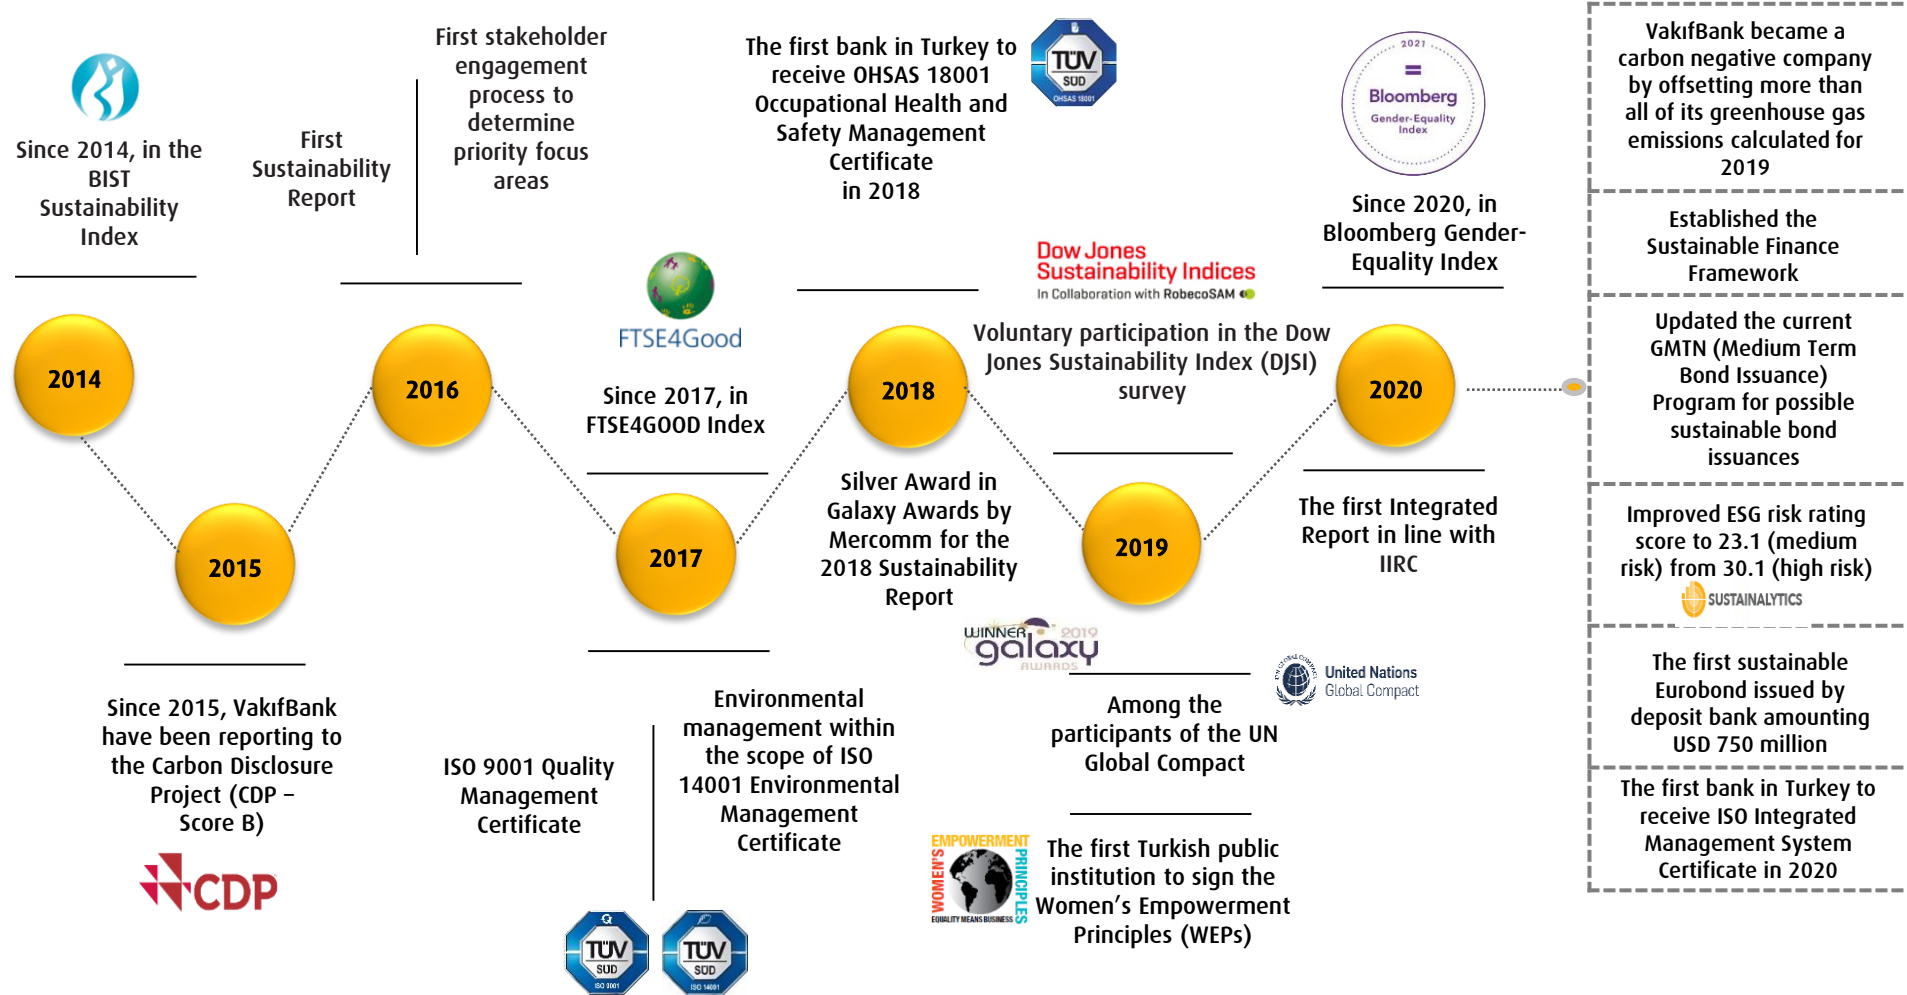 Since 2014, in the
BIST
Sustainability
Index
2014
2015
Since 2015, VakıfBank
have been reporting to
the Carbon Disclosure
Project (CDP –
Score B)
CDP
First
Sustainability
Report
First stakeholder
engagement
process to
determine
priority focus
areas
2016
FTSE4Good
Since 2017, in
FTSE4GOOD Index
2017
ISO 9001 Quality
Management
Certificate
Environmental
management within
the scope of ISO
14001 Environmental
Management
Certificate
TÜV
SÜD
ISO 9001
TÜV
SÜD
ISO 14001
The first bank in Turkey to
receive OHSAS 18001
Occupational Health and
Safety Management
Certificate
in 2018
TÜV
SÜD
OHSAS 18001
2018
Silver Award in
Galaxy Awards by
Mercomm for the
2018 Sustainability
Report
WINNER 2019
galaxy
AWARDS
Dow Jones
Sustainability Indices
In Collaboration with RobecoSAM
Voluntary participation in the Dow
Jones Sustainability Index (DJSI)
survey
2019
Among the
participants of the UN
Global Compact
United Nations
Global Compact
WOMEN'S
EMPOWERMENT
PRINCIPLES
EQUALITY MEANS BUSINESS
The first Turkish public
institution to sign the
Women's Empowerment
Principles (WEPs)
2021
Bloomberg
Gender-Equality
Index
Since 2020, in
Bloomberg Gender-
Equality Index
2020
The first Integrated
Report in line with
IIRC
VakıfBank became a
carbon negative company
by offsetting more than
all of its greenhouse gas
emissions calculated for
2019
Established the
Sustainable Finance
Framework
Updated the current
GMTN (Medium Term
Bond Issuance)
Program for possible
sustainable bond
issuances
Improved ESG risk rating
score to 23.1 (medium
risk) from 30.1 (high risk)
SUSTAINALYTICS
The first sustainable
Eurobond issued by
deposit bank amounting
USD 750 million
The first bank in Turkey to
receive ISO Integrated
Management System
Certificate in 2020